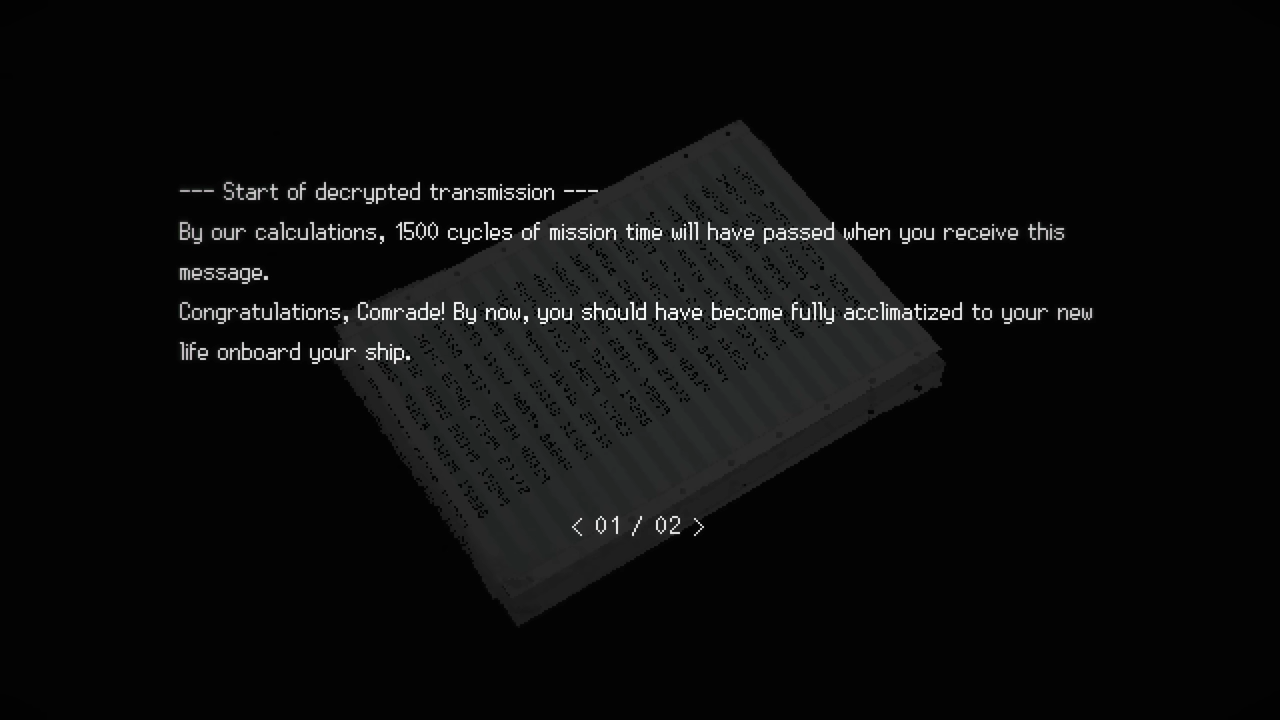 --- Start of decrypted transmission ---
By our calculations, 1500 cycles of mission time will have passed when you receive this
message.
Congratulations, Comrade! By now, you should have become fully acclimatized to your new
life onboard your ship.
< 01 / 02 >